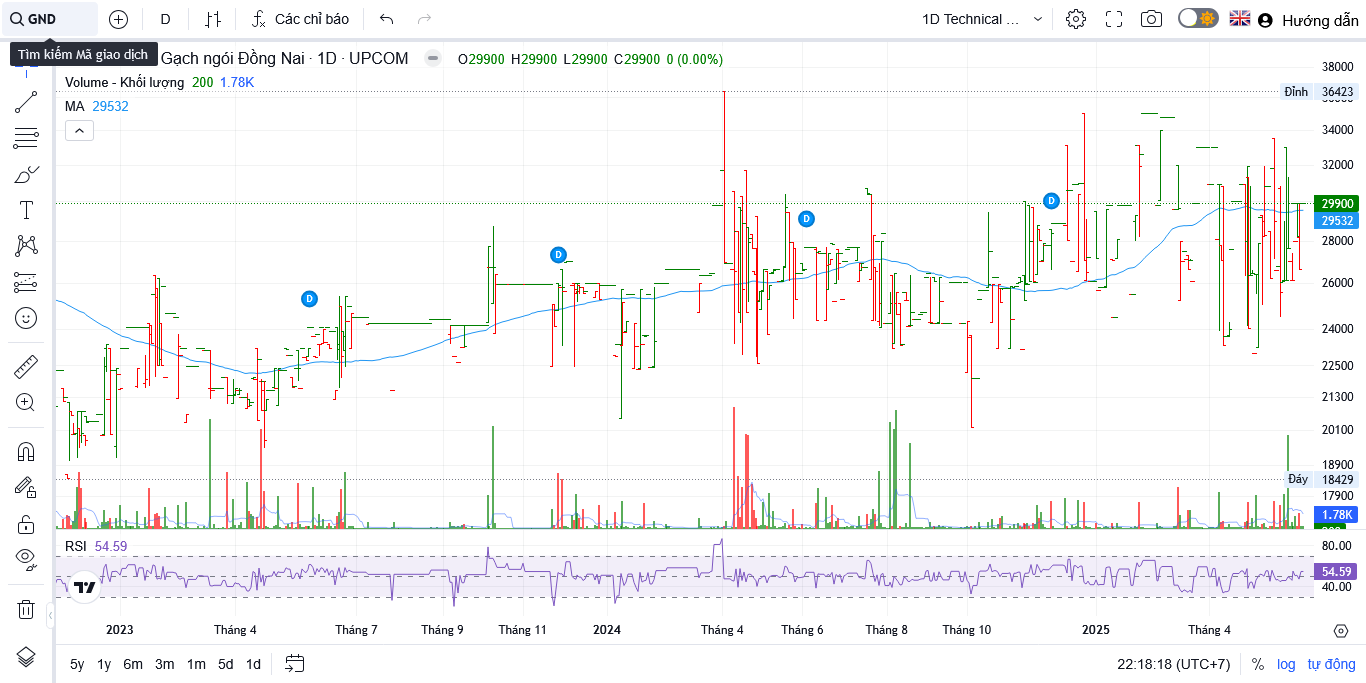 GND
D
Các chỉ báo
1D Technical ...
Hướng dẫn
Tìm kiếm Mã giao dịch
Gạch ngói Đồng Nai · 1D · UPCOM
O29900 H29900 L29900 C29900 0 (0.00%)
Volume - Khối lượng 200 1.78K
MA 29532
38000
Đỉnh 36423
34000
32000
29900
29532
28000
26000
24000
22500
21300
20100
18900
Đáy 18429
17900
1.78K
D
D
D
D
RSI 54.59
80.00
54.59
40.00
2023 Tháng 4 Tháng 7 Tháng 9 Tháng 11 2024 Tháng 4 Tháng 6 Tháng 8 Tháng 10 2025 Tháng 4
5y 1y 6m 3m 1m 5d 1d
22:18:18 (UTC+7) % log tự động